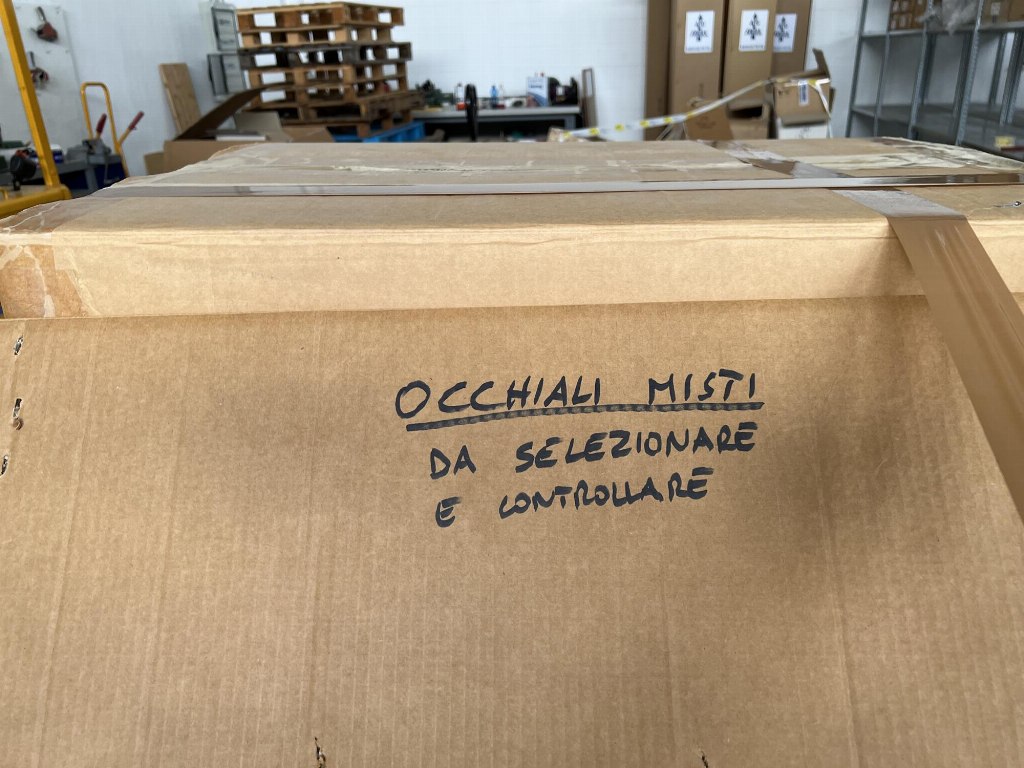 OCCHIALI MISTI
DA SELEZIONARE
E CONTROLLARE